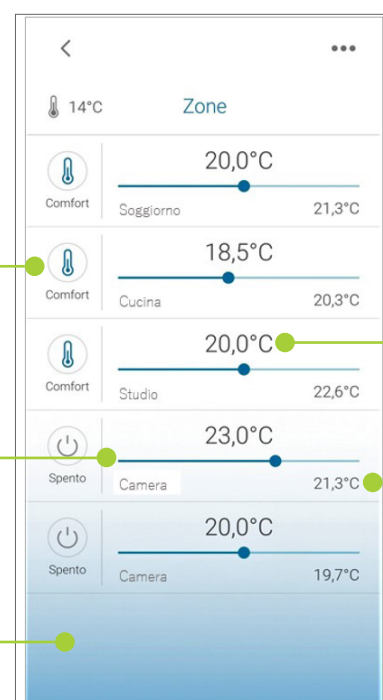 14°C Zone
20,0°C
Comfort Soggiorno 21,3°C
18,5°C
Comfort Cucina 20,3°C
20,0°C
Comfort Studio 22,6°C
23,0°C
Spento Camera 21,3°C
20,0°C
Spento Camera 19,7°C